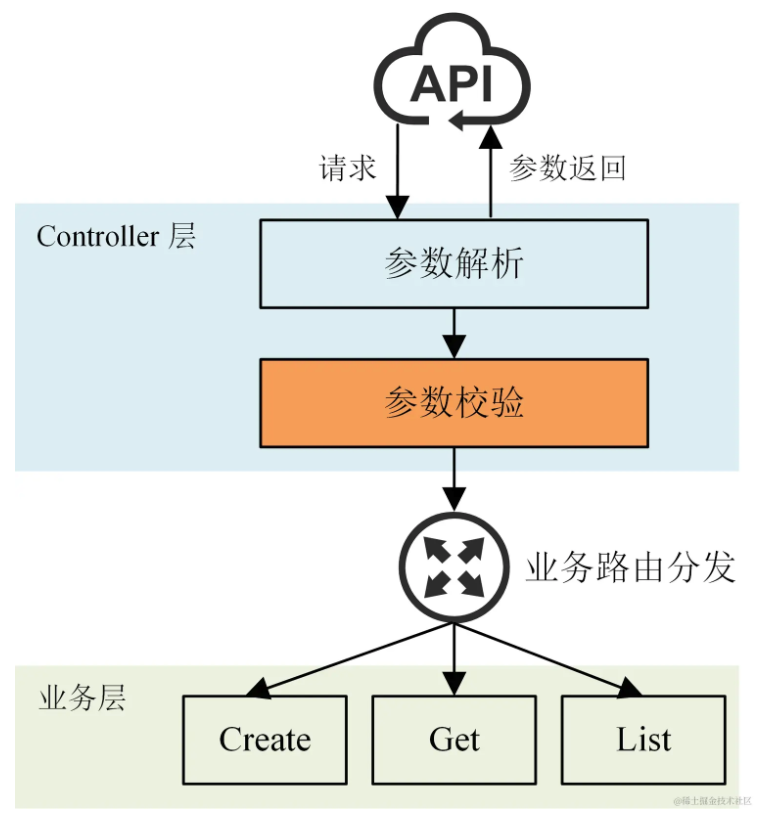 API
请求
参数返回
Controller 层
参数解析
参数校验
业务路由分发
业务层
Create
Get
List
@稀土掘金技术社区